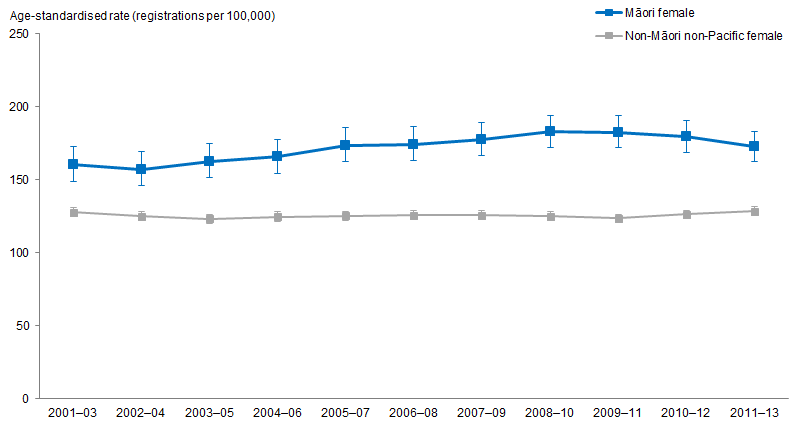 Age-standardised rate (registrations per 100,000)
Māori female
Non-Māori non-Pacific female
250
200
150
100
50
0
2001–03 2002–04 2003–05 2004–06 2005–07 2006–08 2007–09 2008–10 2009–11 2010–12 2011–13